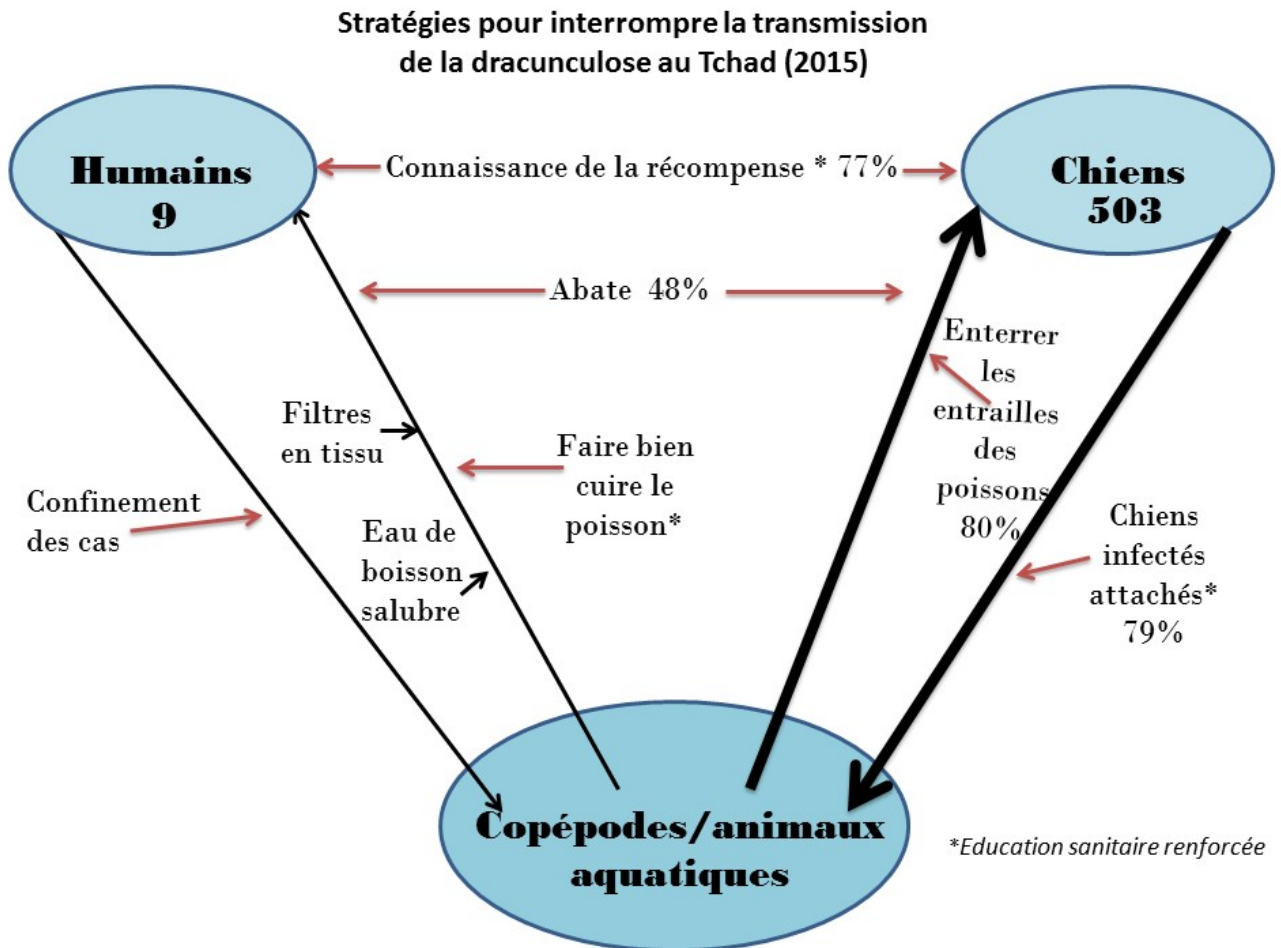 Stratégies pour interrompre la transmission
de la dracunculose au Tchad (2015)
Humains
9
Connaissance de la récompense * 77%
Chiens
503
Abate 48%
Enterrer
les
entrailles
des
poissons
80%
Filtres
en tissu
Faire bien
cuire le
poisson*
Confinement
des cas
Eau de
boisson
salubre
Chiens
infectés
attachés*
79%
Copépodes/animaux
aquatiques
*Education sanitaire renforcée